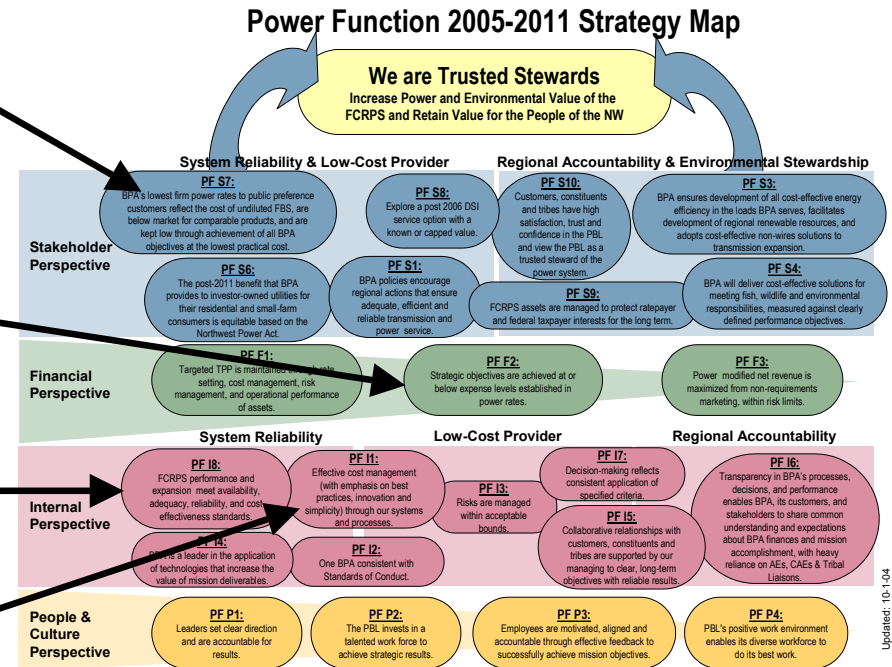 Power Function 2005-2011 Strategy Map
We are Trusted Stewards
Increase Power and Environmental Value of the
FCRPS and Retain Value for the People of the NW
System Reliability & Low-Cost Provider
Regional Accountability & Environmental Stewardship
Stakeholder
Perspective
PF S7:
BPA's lowest firm power rates to public preference
customers reflect the cost of undiluted FBS, are
below market for comparable products, and are
kept low through achievement of all BPA
objectives at the lowest practical cost.
PF S8:
Explore a post 2006 DSI
service option with a
known or capped value.
PF S10:
Customers, constituents
and tribes have high
satisfaction, trust and
confidence in the PBL
and view the PBL as a
trusted steward of the
power system.
PF S3:
BPA ensures development of all cost-effective energy
efficiency in the loads BPA serves, facilitates
development of regional renewable resources, and
adopts cost-effective non-wires solutions to
transmission expansion.
PF S6:
The post-2011 benefit that BPA
provides to investor-owned utilities for
their residential and small-farm
consumers is equitable based on the
Northwest Power Act.
PF S1:
BPA policies encourage
regional actions that ensure
adequate, efficient and
reliable transmission and
power service.
PF S9:
FCRPS assets are managed to protect ratepayer
and federal taxpayer interests for the long term.
PF S4:
BPA will deliver cost-effective solutions for
meeting fish, wildlife and environmental
responsibilities, measured against clearly
defined performance objectives.
Financial
Perspective
PF F1:
Targeted TPP is maintained through rate
setting, cost management, risk
management, and operational performance
of assets.
PF F2:
Strategic objectives are achieved at or
below expense levels established in
power rates.
PF F3:
Power modified net revenue is
maximized from non-requirements
marketing, within risk limits.
System Reliability
Low-Cost Provider
Regional Accountability
Internal
Perspective
PF I8:
FCRPS performance and
expansion meet availability,
adequacy, reliability, and cost
effectiveness standards.
PF I1:
Effective cost management
(with emphasis on best
practices, innovation and
simplicity) through our systems
and processes.
PF I3:
Risks are managed
within acceptable
bounds.
PF I7:
Decision-making reflects
consistent application of
specified criteria.
PF I6:
Transparency in BPA's processes,
decisions, and performance
enables BPA, its customers, and
stakeholders to share common
understanding and expectations
about BPA finances and mission
accomplishment, with heavy
reliance on AEs, CAEs & Tribal
Liaisons.
PF I4:
is a leader in the application
of technologies that increase the
value of mission deliverables.
PF I2:
One BPA consistent with
Standards of Conduct.
PF I5:
Collaborative relationships with
customers, constituents and
tribes are supported by our
managing to clear, long-term
objectives with reliable results.
People &
Culture
Perspective
PF P1:
Leaders set clear direction
and are accountable for
results.
PF P2:
The PBL invests in a
talented work force to
achieve strategic results.
PF P3:
Employees are motivated, aligned and
accountable through effective feedback to
successfully achieve mission objectives.
PF P4:
PBL's positive work environment
enables its diverse workforce to
do its best work.
Updated: 10-1-04